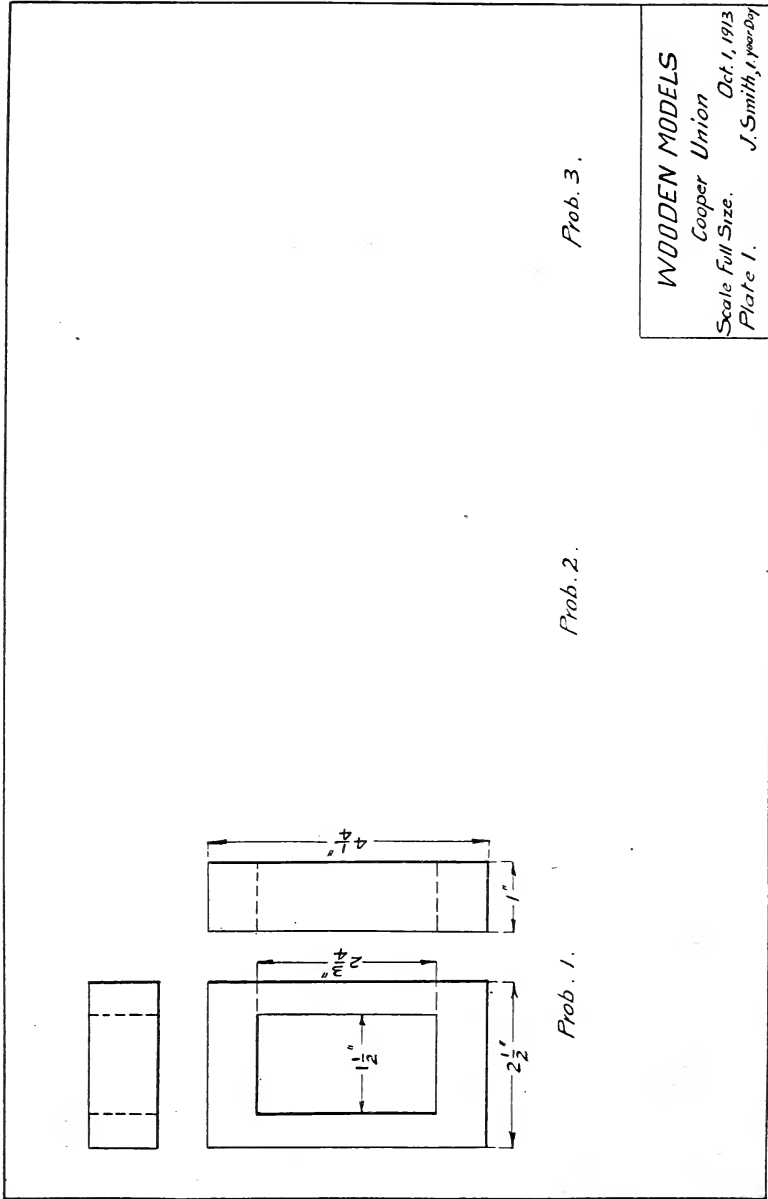 4 1/4"
1"
2 3/4"
1 1/2"
2 1/2"
Prob. 1.
Prob. 2.
Prob. 3.
WOODEN MODELS
Cooper Union
Scale Full Size. Oct. 1, 1913
Plate 1. J. Smith, 1. year Day